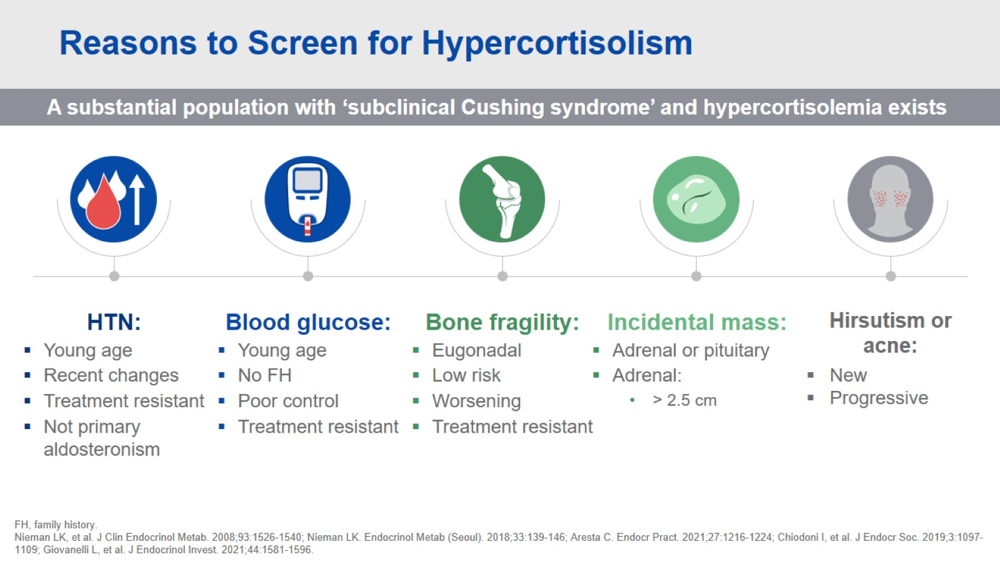 Reasons to Screen for Hypercortisolism
A substantial population with ‘subclinical Cushing syndrome’ and hypercortisolemia exists
HTN:
▪ Young age
▪ Recent changes
▪ Treatment resistant
▪ Not primary
aldosteronism
Blood glucose:
▪ Young age
▪ No FH
▪ Poor control
▪ Treatment resistant
Bone fragility:
▪ Eugonadal
▪ Low risk
▪ Worsening
▪ Treatment resistant
Incidental mass:
▪ Adrenal or pituitary
▪ Adrenal:
• > 2.5 cm
Hirsutism or
acne:
▪ New
▪ Progressive
FH, family history.
Nieman LK, et al. J Clin Endocrinol Metab. 2008;93:1526-1540; Nieman LK. Endocrinol Metab (Seoul). 2018;33:139-146; Aresta C. Endocr Pract. 2021;27:1216-1224; Chiodoni I, et al. J Endocr Soc. 2019;3:1097-
1109; Giovanelli L, et al. J Endocrinol Invest. 2021;44:1581-1596.